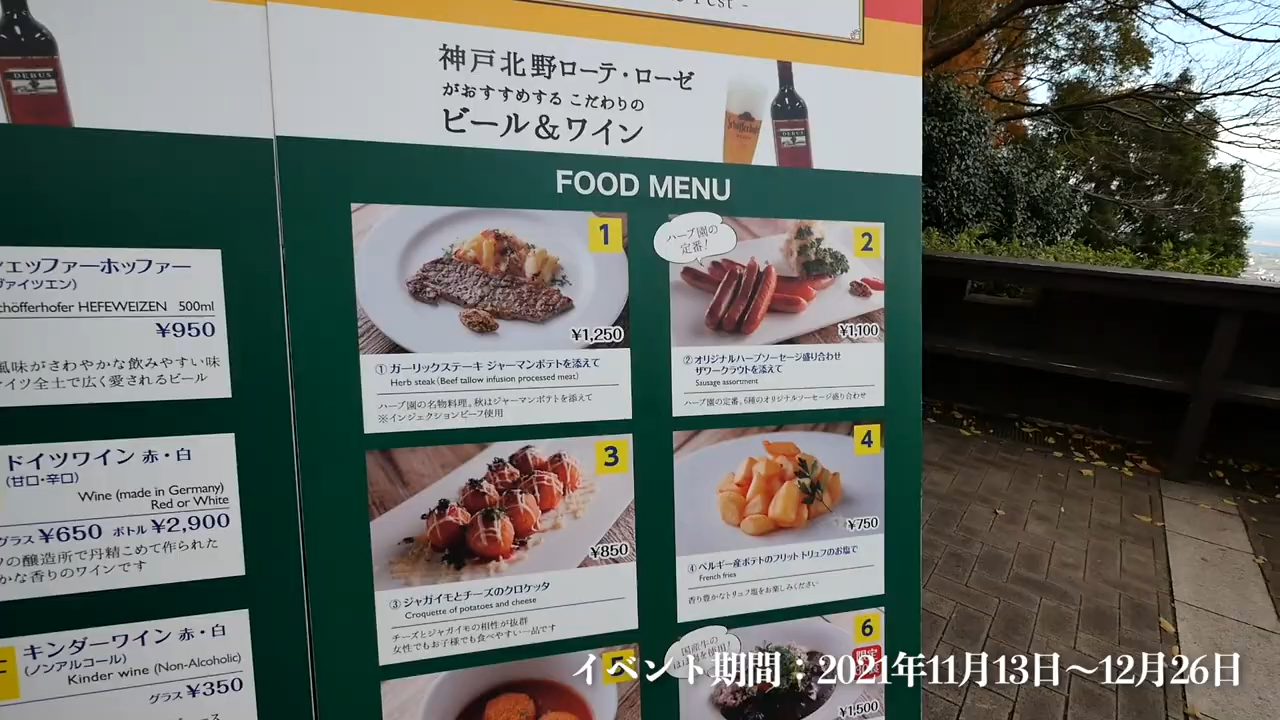 神戸北野ローテ・ローゼ
がおすすめする こだわりの
ビール＆ワイン
DEBUS
Schöfferhofer
DEBUS
FOOD MENU
ェッファーホッファー
ヴァイツエン)
chöfferhofer HEFEWEIZEN 500ml
¥950
風味がさわやかな飲みやすい味
イツ全土で広く愛されるビール
ドイツワイン 赤・白
(甘口・辛口)
Wine (made in Germany)
Red or White
グラス ¥650 ボトル ¥2,900
の醸造所で丹精こめて作られた
かな香りのワインです
キンダーワイン 赤・白
(ノンアルコール)
Kinder wine (Non-Alcoholic)
グラス ¥350
1
¥1,250
①ガーリックステーキ ジャーマンポテトを添えて
Herb steak (Beef tallow infusion processed meat)
ハーブ園の名物料理。秋はジャーマンポテトを添えて
※インジェクションビーフ使用
ハーブ園の
定番!
2
¥1,100
②オリジナルハーブソーセージ盛り合わせ
ザワークラウトを添えて
Sausage assortment
ハーブ園の定番。6種のオリジナルソーセージ盛り合わせ
3
¥850
③ジャガイモとチーズのクロケッタ
Croquette of potatoes and cheese
チーズとジャガイモの相性が抜群
女性でもお子様でも食べやすい一品です
4
¥750
④ベルギー産ポテトのフリット トリュフのお塩で
French fries
香り豊かなトリュフ塩をお楽しみください
5
国産牛の
6
限定
¥1,500
イベント期間：2021年11月13日～12月26日